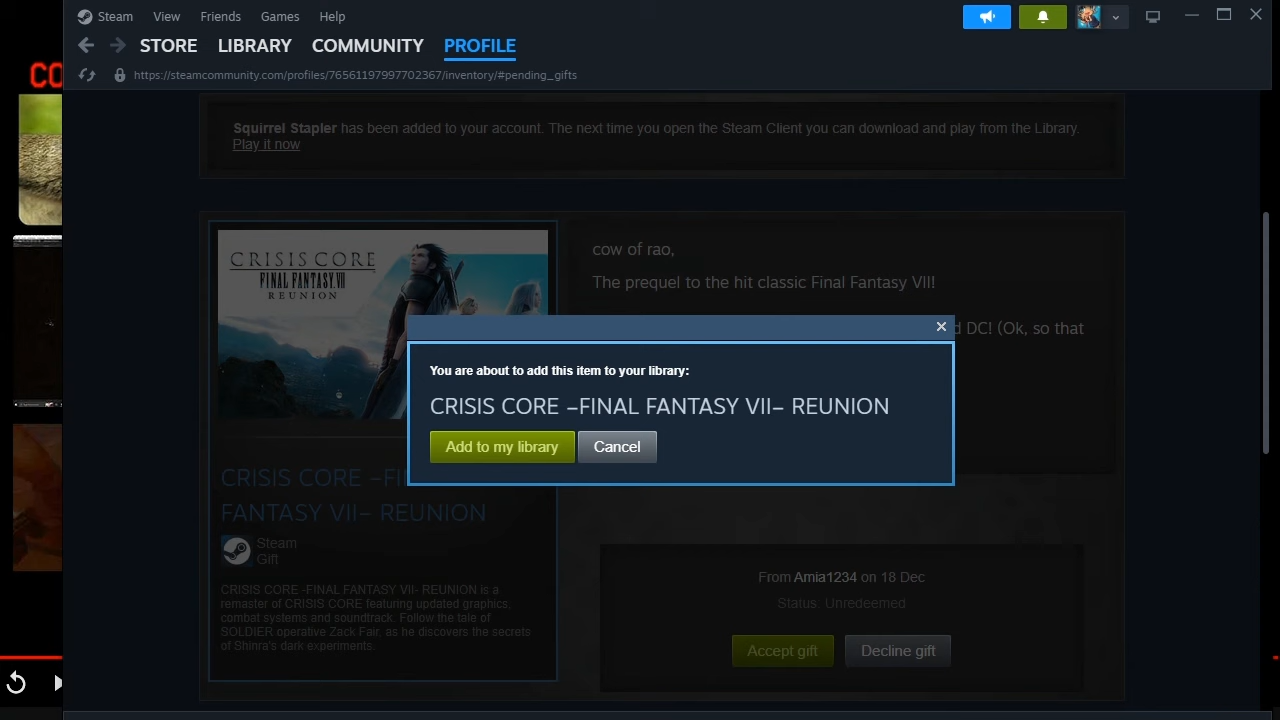 Steam View Friends Games Help
STORE LIBRARY COMMUNITY PROFILE
https://steamcommunity.com/profiles/76561197997702367/inventory/#pending_gifts
CO
Squirrel Stapler has been added to your account. The next time you open the Steam Client you can download and play from the Library.
Play it now
CRISIS CORE
FINAL FANTASY VII
REUNION
cow of rao,
The prequel to the hit classic Final Fantasy VII!
d DC! (Ok, so that
You are about to add this item to your library:
CRISIS CORE –FINAL FANTASY VII– REUNION
Add to my library Cancel
CRISIS CORE –FI
FANTASY VII– REUNION
Steam
Gift
CRISIS CORE -FINAL FANTASY VII- REUNION is a
remaster of CRISIS CORE featuring updated graphics,
combat systems and soundtrack. Follow the tale of
SOLDIER operative Zack Fair, as he discovers the secrets
of Shinra's dark experiments.
From Amia1234 on 18 Dec
Status: Unredeemed
Accept gift Decline gift